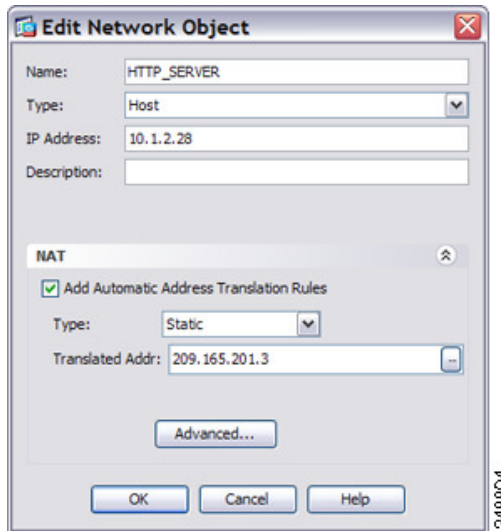 Edit Network Object
Name: HTTP_SERVER
Type: Host
IP Address: 10.1.2.28
Description:
NAT
Add Automatic Address Translation Rules
Type: Static
Translated Addr: 209.165.201.3 ...
Advanced...
OK Cancel Help